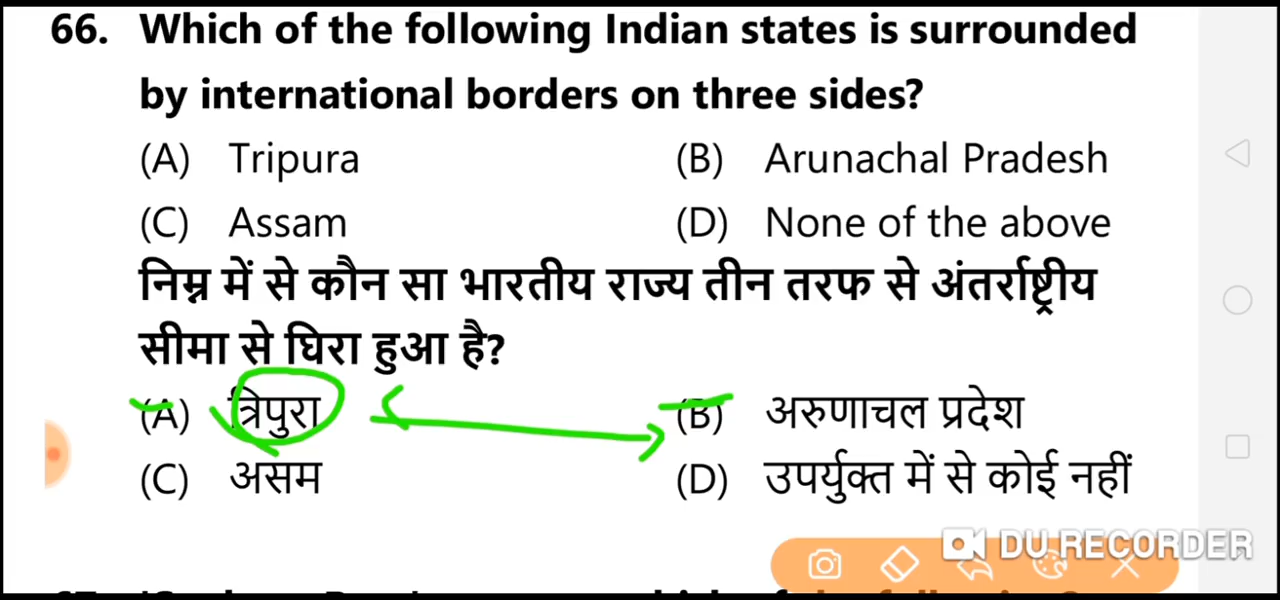 66. Which of the following Indian states is surrounded
by international borders on three sides?
(A) Tripura (B) Arunachal Pradesh
(C) Assam (D) None of the above
निम्न में से कौन सा भारतीय राज्य तीन तरफ से अंतर्राष्ट्रीय
सीमा से घिरा हुआ है?
(A) त्रिपुरा (B) अरुणाचल प्रदेश
(C) असम (D) उपर्युक्त में से कोई नहीं
DU RECORDER